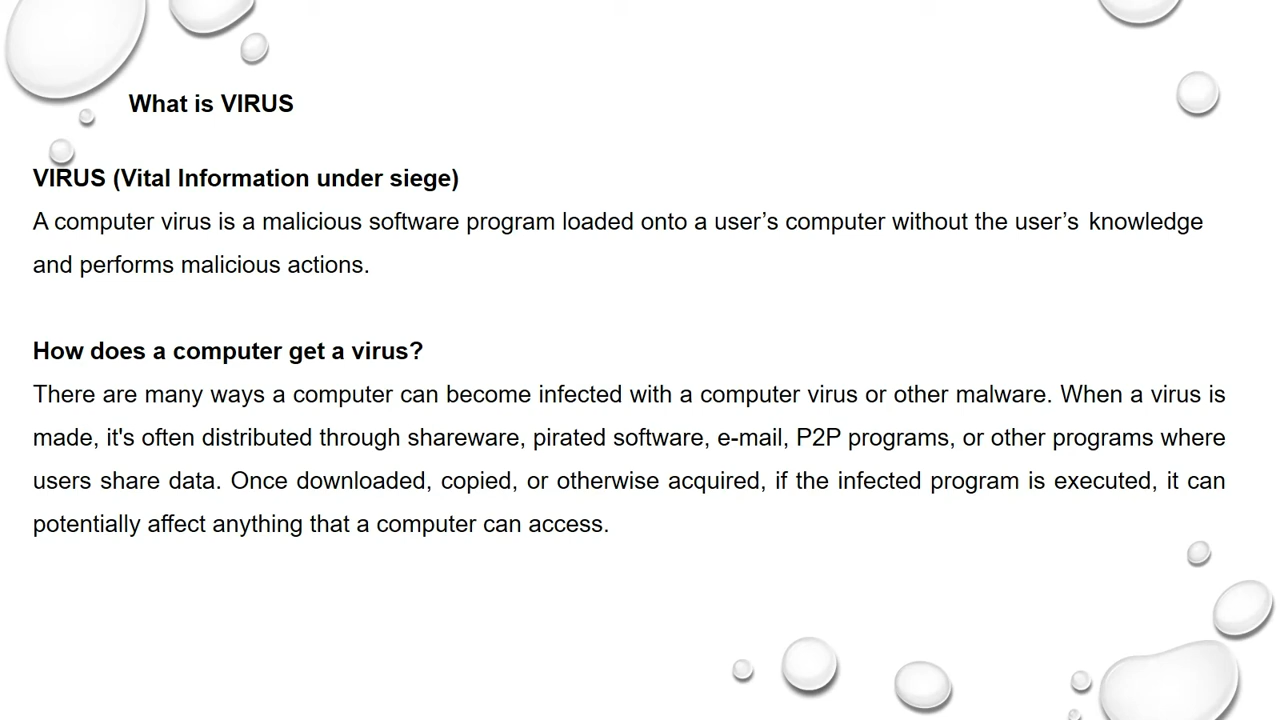 What is VIRUS
VIRUS (Vital Information under siege)
A computer virus is a malicious software program loaded onto a user’s computer without the user’s knowledge
and performs malicious actions.
How does a computer get a virus?
There are many ways a computer can become infected with a computer virus or other malware. When a virus is
made, it's often distributed through shareware, pirated software, e-mail, P2P programs, or other programs where
users share data. Once downloaded, copied, or otherwise acquired, if the infected program is executed, it can
potentially affect anything that a computer can access.